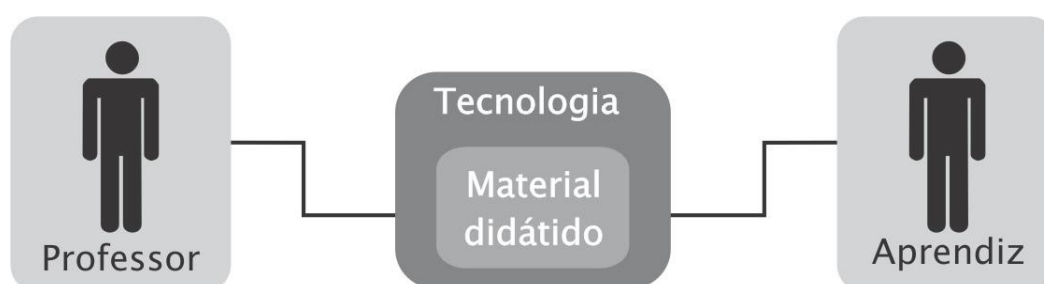 Professor
Tecnologia
Material
didátido
Aprendiz